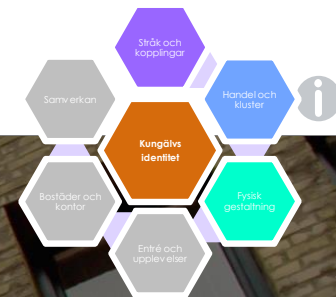 Stråk och
kopplingar
Samverkan
Handel och
kluster
i
Kungälvs
identitet
Bostäder och
kontor
Fysisk
gestaltning
Entré och
upplevelser